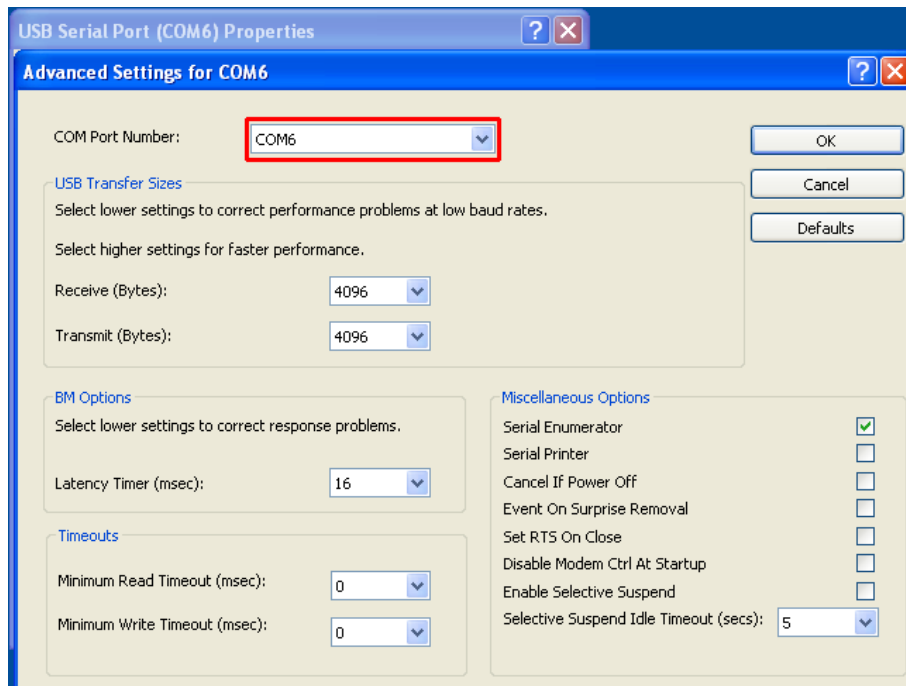 USB Serial Port (COM6) Properties
Advanced Settings for COM6
COM Port Number: COM6
OK
USB Transfer Sizes
Cancel
Select lower settings to correct performance problems at low baud rates.
Defaults
Select higher settings for faster performance.
Receive (Bytes): 4096
Transmit (Bytes): 4096
BM Options
Select lower settings to correct response problems.
Latency Timer (msec): 16
Timeouts
Minimum Read Timeout (msec): 0
Minimum Write Timeout (msec): 0
Miscellaneous Options
Serial Enumerator
Serial Printer
Cancel If Power Off
Event On Surprise Removal
Set RTS On Close
Disable Modem Ctrl At Startup
Enable Selective Suspend
Selective Suspend Idle Timeout (secs): 5